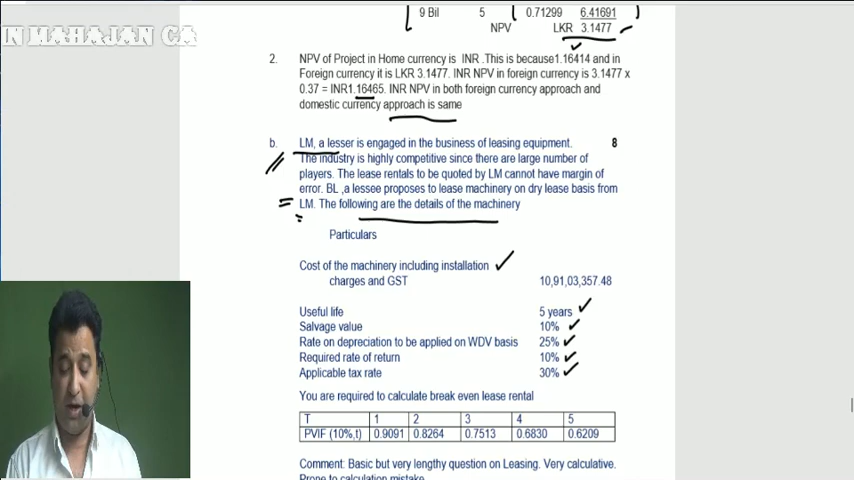 9 Bil 5 0.71299 6.41691
NPV LKR 3.1477
IN MAHAJAN CA
2. NPV of Project in Home currency is INR .This is because1.16414 and in
Foreign currency it is LKR 3.1477. INR NPV in foreign currency is 3.1477 x
0.37 = INR1.16465. INR NPV in both foreign currency approach and
domestic currency approach is same
b. LM, a lesser is engaged in the business of leasing equipment. 8
The industry is highly competitive since there are large number of
players. The lease rentals to be quoted by LM cannot have margin of
error. BL ,a lessee proposes to lease machinery on dry lease basis from
LM. The following are the details of the machinery
Particulars
Cost of the machinery including installation
charges and GST 10,91,03,357.48
Useful life 5 years
Salvage value 10%
Rate on depreciation to be applied on WDV basis 25%
Required rate of return 10%
Applicable tax rate 30%
You are required to calculate break even lease rental
T 1 2 3 4 5
PVIF (10%,t) 0.9091 0.8264 0.7513 0.6830 0.6209
Comment: Basic but very lengthy question on Leasing. Very calculative.
Prone to calculation mistake